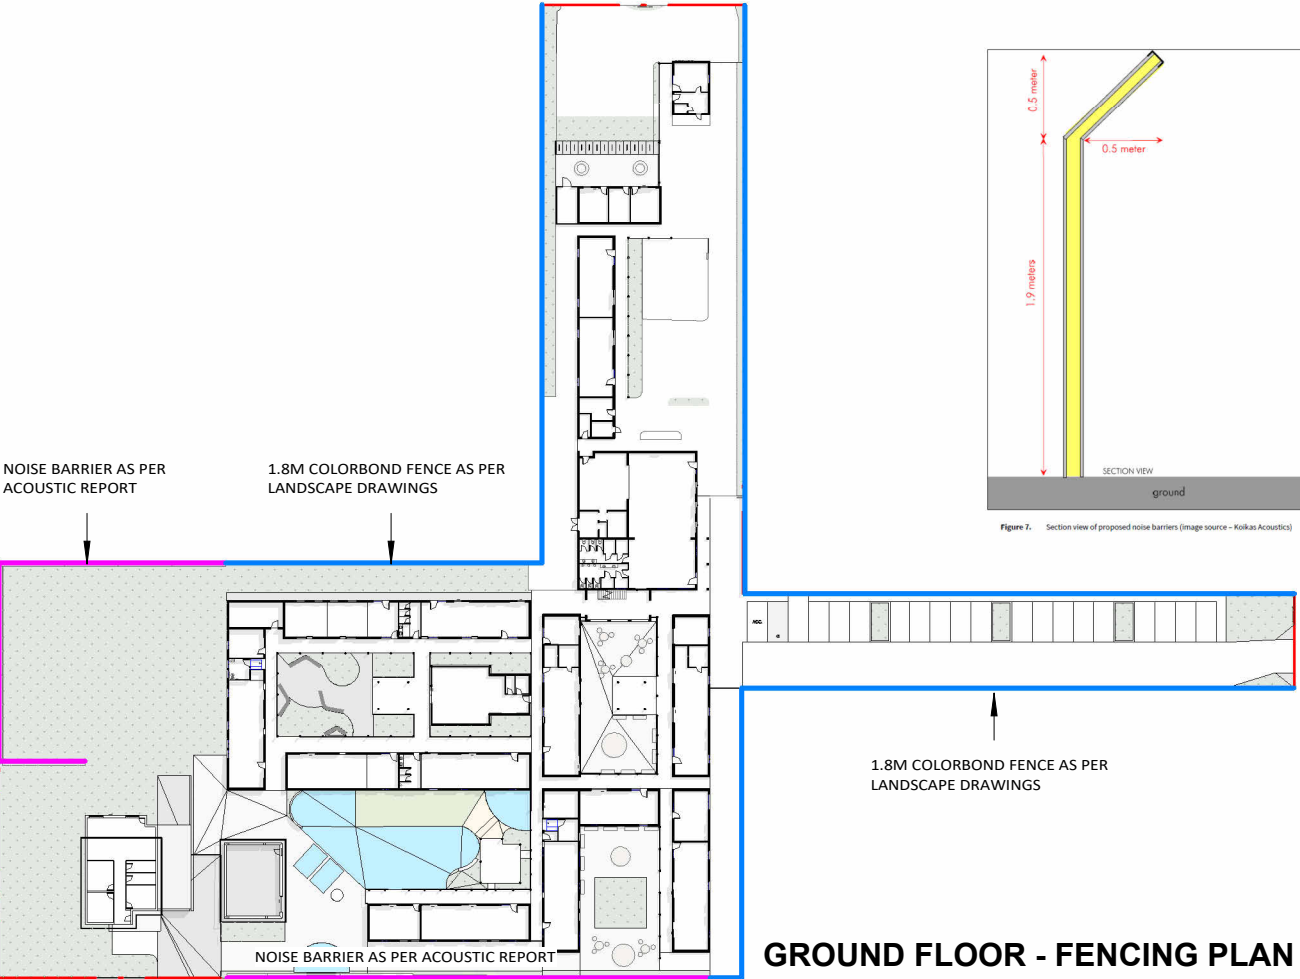 0.5 meter
0.5 meter
1.9 meters
SECTION VIEW
ground
Figure 7. Section view of proposed noise barriers (image source – Koikas Acoustics)
NOISE BARRIER AS PER
ACOUSTIC REPORT
1.8M COLORBOND FENCE AS PER
LANDSCAPE DRAWINGS
ACC.
1.8M COLORBOND FENCE AS PER
LANDSCAPE DRAWINGS
NOISE BARRIER AS PER ACOUSTIC REPORT
GROUND FLOOR - FENCING PLAN